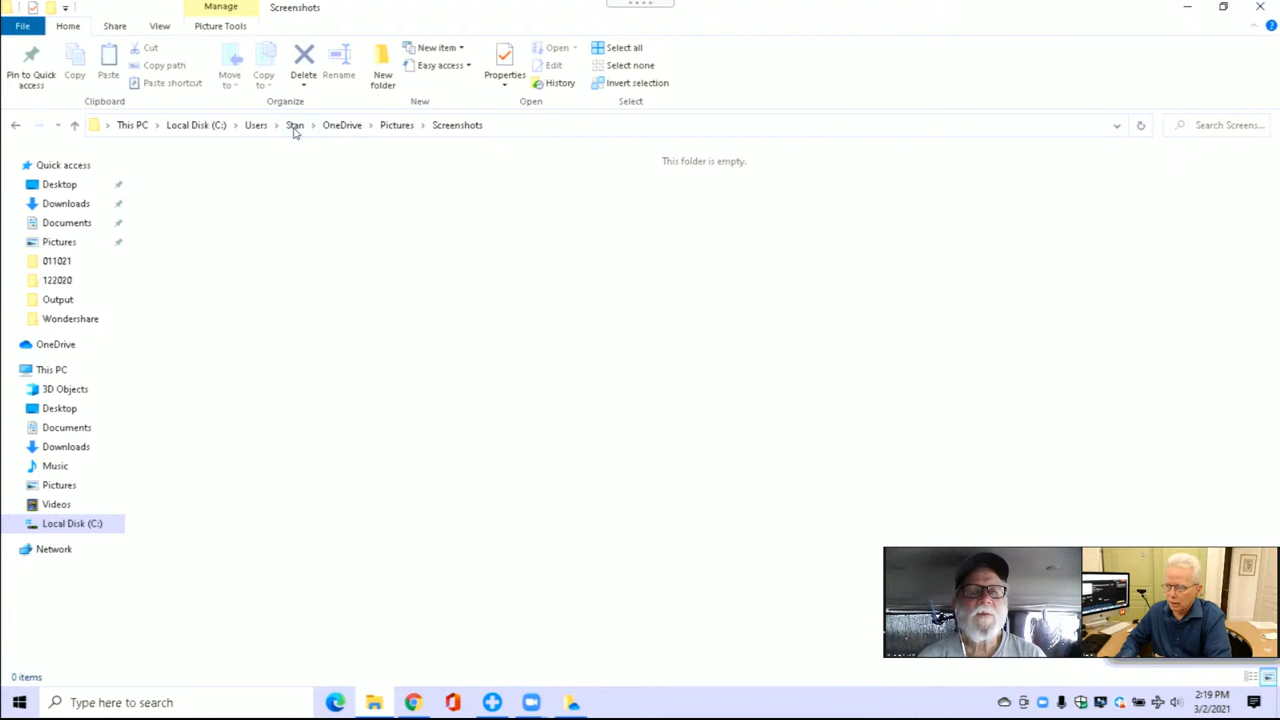 Manage Screenshots
File Home Share View Picture Tools
Pin to Quick access
Copy
Paste
Cut
Copy path
Paste shortcut
Clipboard
Move to
Copy to
Delete
Rename
Organize
New folder
New item
Easy access
New
Properties
Open
Edit
History
Open
Select all
Select none
Invert selection
Select
This PC > Local Disk (C:) > Users > Stan > OneDrive > Pictures > Screenshots
Search Screens...
This folder is empty.
Quick access
Desktop
Downloads
Documents
Pictures
011021
122020
Output
Wondershare
OneDrive
This PC
3D Objects
Desktop
Documents
Downloads
Music
Pictures
Videos
Local Disk (C:)
Network
0 items
Type here to search
2:19 PM
3/2/2021